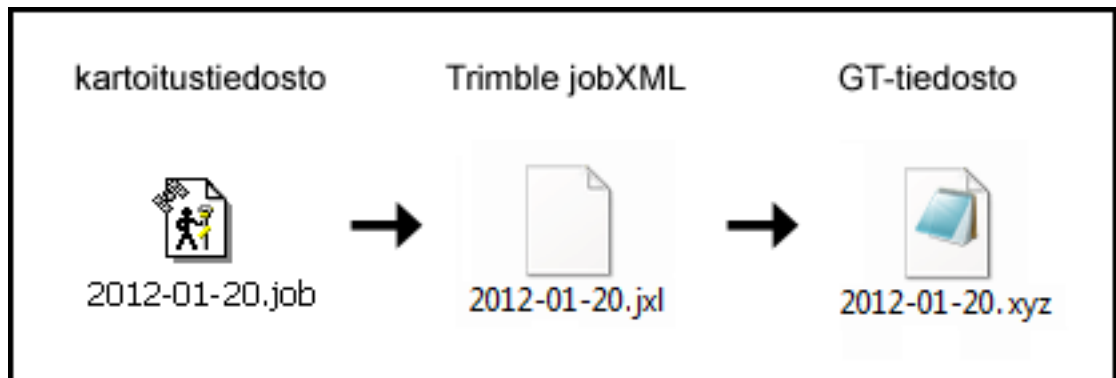 kartoitustiedosto
Trimble jobXML
GT-tiedosto
2012-01-20.job
2012-01-20.jxl
2012-01-20.xyz